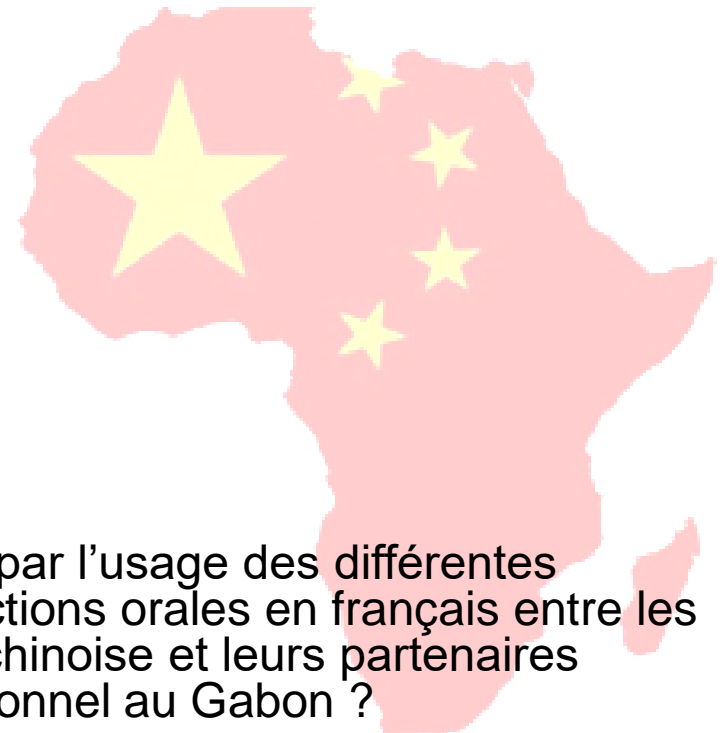 par l’usage des différentes
ctions orales en français entre les
chinoise et leurs partenaires
onnel au Gabon ?